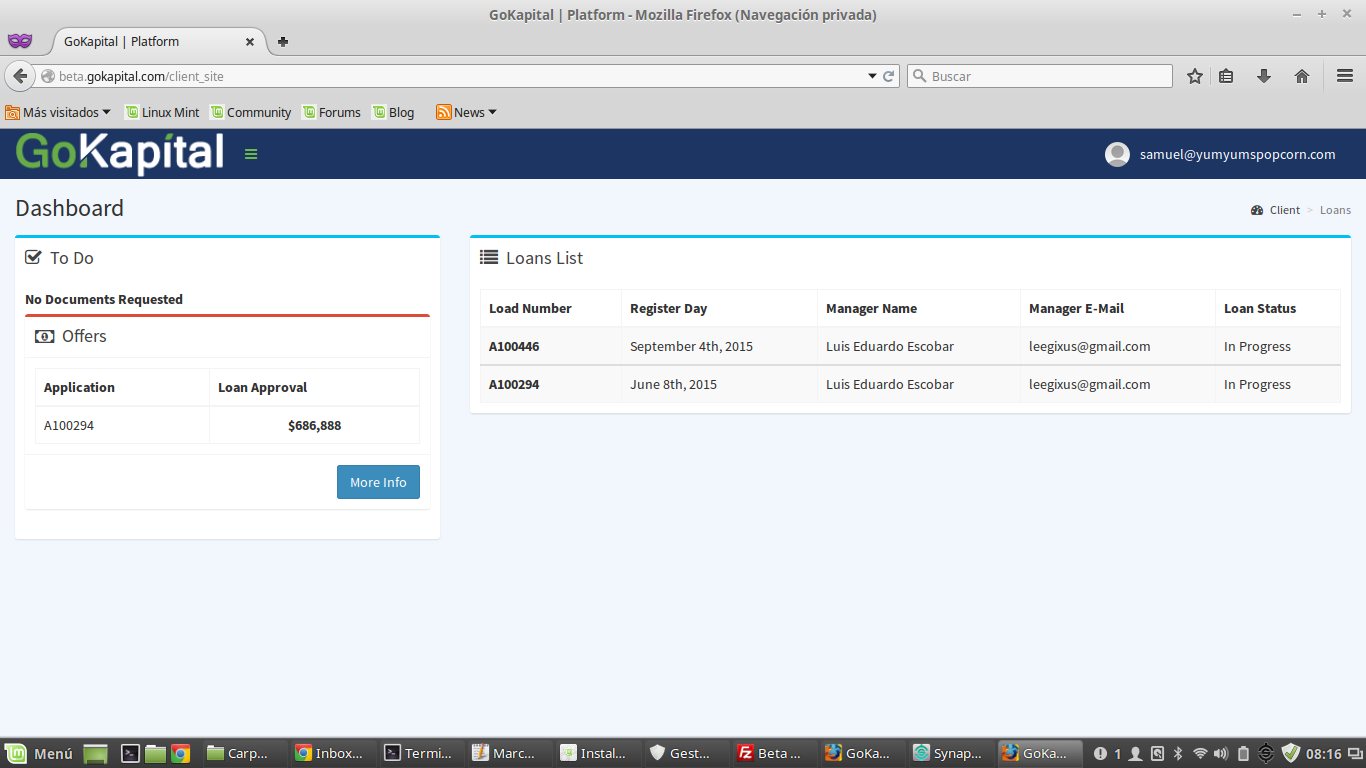 GoKapital | Platform - Mozilla Firefox (Navegación privada)
GoKapital | Platform
beta.gokapital.com/client_site
Buscar
Más visitados
Linux Mint
Community
Forums
Blog
News
GoKapital
samuel@yumyumspopcorn.com
Dashboard
Client > Loans
To Do
No Documents Requested
Offers
Application Loan Approval
A100294 $686,888
More Info
Loans List
Load Number Register Day Manager Name Manager E-Mail Loan Status
A100446 September 4th, 2015 Luis Eduardo Escobar leegixus@gmail.com In Progress
A100294 June 8th, 2015 Luis Eduardo Escobar leegixus@gmail.com In Progress
Menú Carp... Inbox... Termi... Marc... Instal... Gest... Beta ... GoKa... Synap... GoKa... 1 08:16